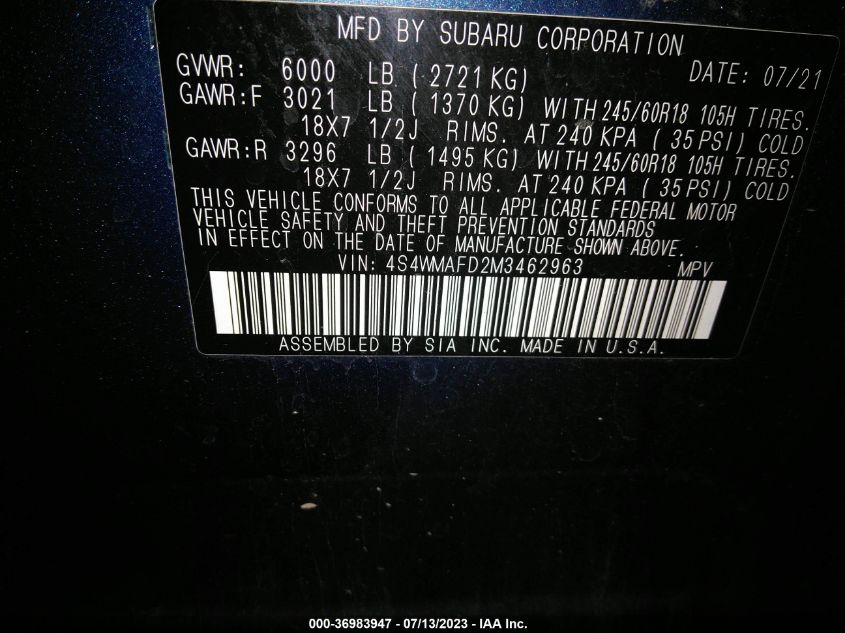 MFD BY SUBARU CORPORATION
GVWR: 6000 LB ( 2721 KG) DATE: 07/21
GAWR:F 3021 LB ( 1370 KG) WITH 245/60R18 105H TIRES.
18X7 1/2J RIMS. AT 240 KPA ( 35 PSI) COLD
GAWR:R 3296 LB ( 1495 KG) WITH 245/60R18 105H TIRES.
18X7 1/2J RIMS. AT 240 KPA ( 35 PSI) COLD
THIS VEHICLE CONFORMS TO ALL APPLICABLE FEDERAL MOTOR
VEHICLE SAFETY AND THEFT PREVENTION STANDARDS
IN EFFECT ON THE DATE OF MANUFACTURE SHOWN ABOVE.
VIN: 4S4WMAFD2M3462963 MPV
ASSEMBLED BY SIA INC. MADE IN U.S.A.
000-36983947 - 07/13/2023 - IAA Inc.